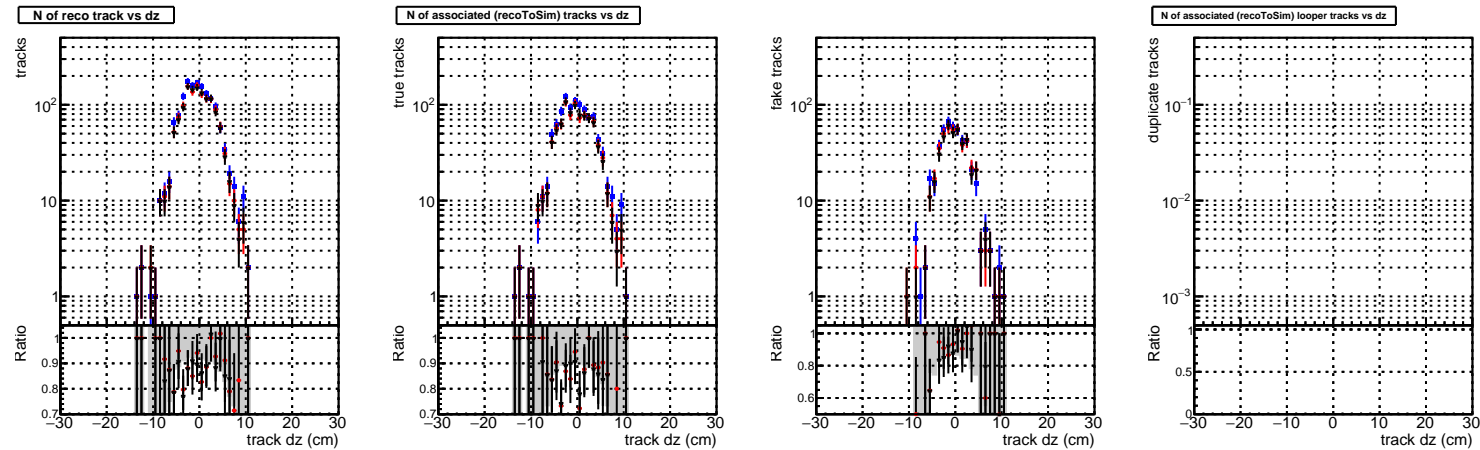 N of reco track vs dz
tracks
10²
10
1
Ratio
1
0.9
0.8
0.7
−30 −20 −10 0 10 20 30
track dz (cm)
N of associated (recoToSim) tracks vs dz
true tracks
10²
10
1
Ratio
1
0.9
0.8
0.7
−30 −20 −10 0 10 20 30
track dz (cm)
fake tracks
10²
10
1
Ratio
1
0.8
0.6
−30 −20 −10 0 10 20 30
track dz (cm)
N of associated (recoToSim) looper tracks vs dz
duplicate tracks
10⁻¹
10⁻²
10⁻³
Ratio
1
0.5
0
−30 −20 −10 0 10 20 30
track dz (cm)